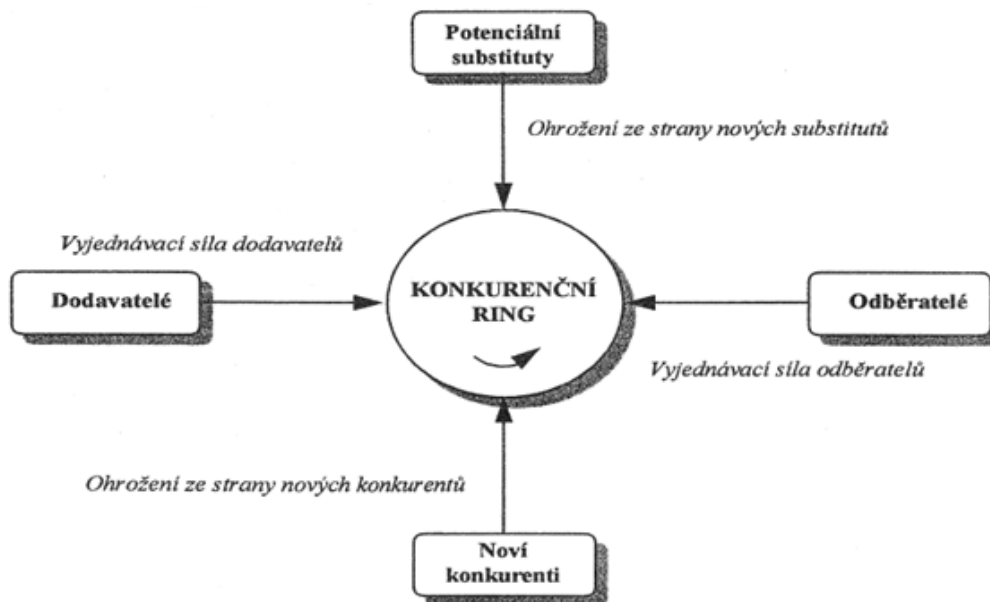 Potenciální
substituty
Ohrožení ze strany nových substitutů
Vyjednávací síla dodavatelů
Dodavatelé
KONKURENČNÍ
RING
Odběratelé
Vyjednávací síla odběratelů
Ohrožení ze strany nových konkurentů
Noví
konkurenti